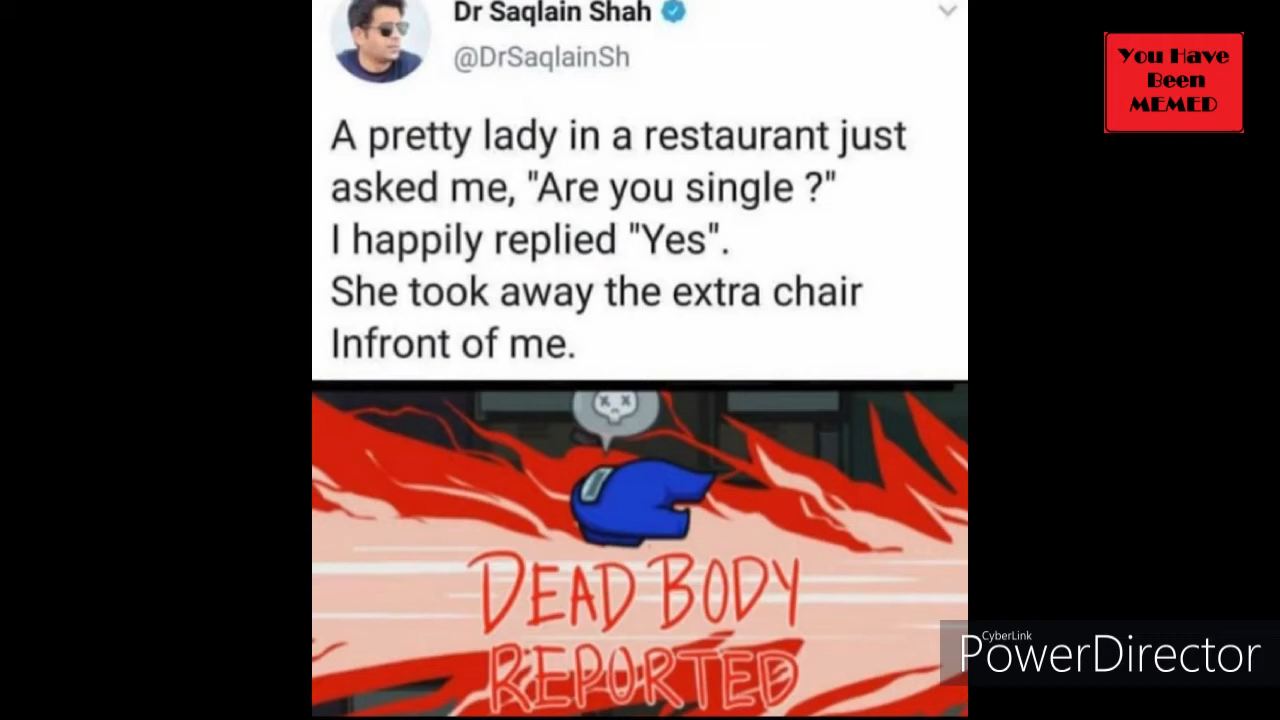 Dr Saqlain Shah
@DrSaqlainSh
You Have
Been
MEMED
A pretty lady in a restaurant just
asked me, "Are you single ?"
I happily replied "Yes".
She took away the extra chair
Infront of me.
DEAD BODY
REPORTED
CyberLink
PowerDirector